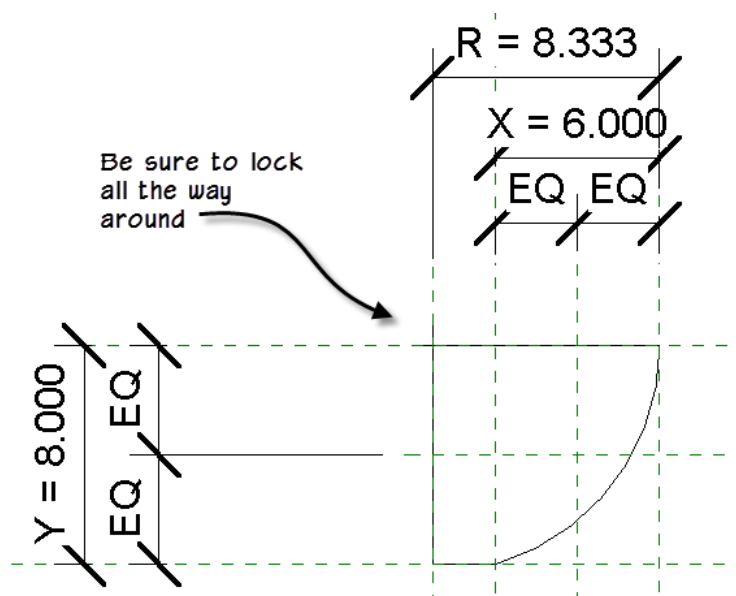 R = 8.333
X = 6.000
EQ EQ
Be sure to lock
all the way
around
Y = 8.000
EQ
EQ